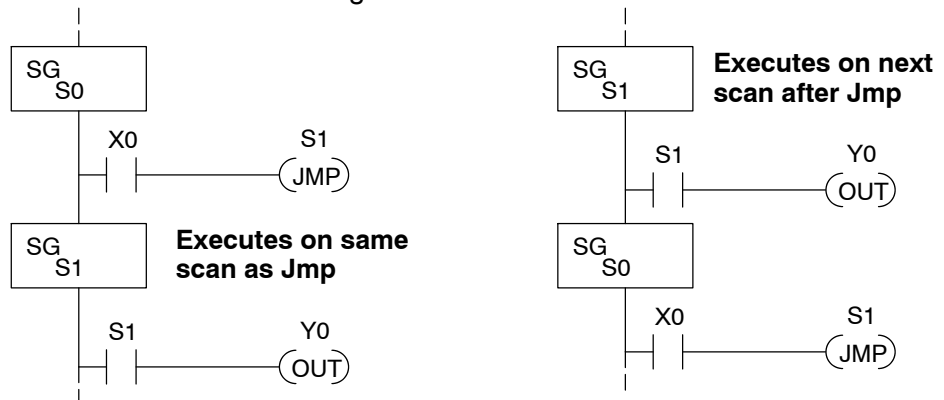 SG
S0
X0
S1
JMP
SG
S1
Executes on same
scan as Jmp
S1
Y0
OUT
SG
S1
Executes on next
scan after Jmp
S1
Y0
OUT
SG
S0
X0
S1
JMP